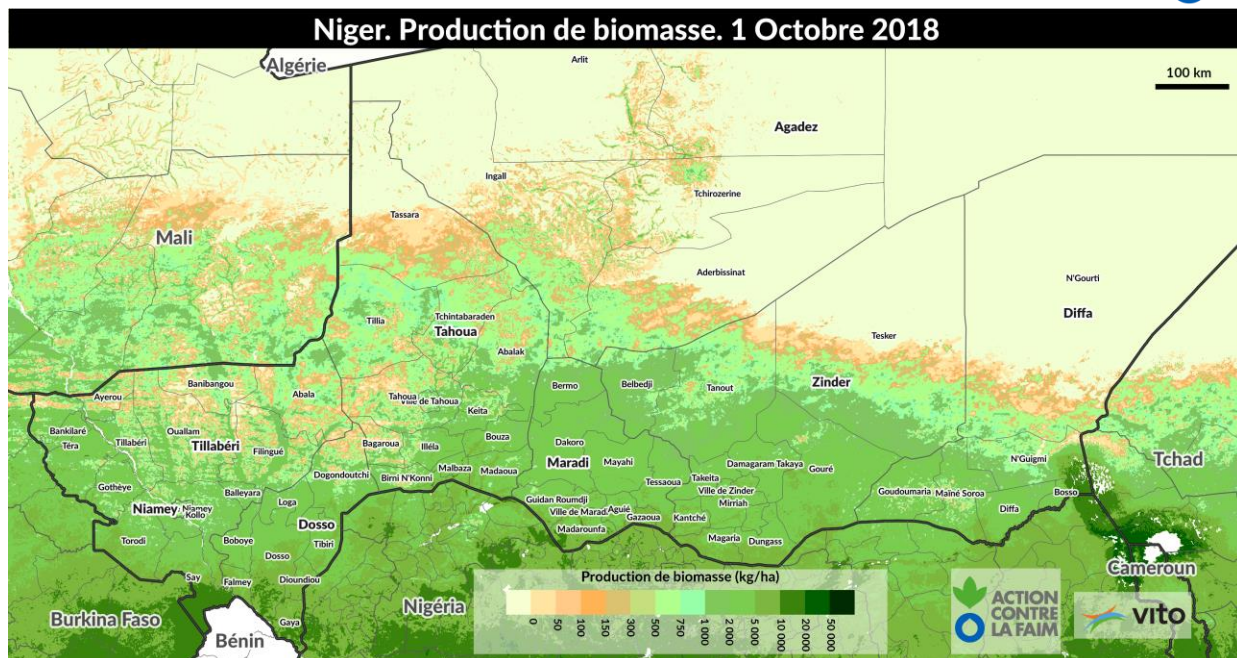 Niger. Production de biomasse. 1 Octobre 2018
Algérie
Arlit
100 km
Agadez
Ingall
Tchirozerine
Tassara
Mali
Aderbissinat
N'Gourti
Diffa
Tillia
Tchintabaraden
Tahoua
Tesker
Abalak
Banibangou
Bermo
Belbedji
Tanout
Zinder
Ayerou
Abala
Tahoua
Ville de Tahoua
Keita
Bankilaré
Ouallam
Téra
Tillabéri
Tillabéri
Filingué
Bagaroua
Illéla
Bouza
Dakoro
Maradi
Mayahi
Damagaram Takaya
Gouré
N'Guigmi
Tchad
Dogondoutchi
Birni N'Konni
Malbaza
Madaoua
Tessaoua
Takeita
Ville de Zinder
Mirriah
Gothèye
Balleyara
Loga
Goudoumaria
Maïné Soroa
Bosso
Diffa
Niamey
Niamey
Kollo
Guidan Roumdji
Ville de Marad
Aguié
Gazaoua
Kantché
Dosso
Madarounfa
Torodi
Boboye
Tibiri
Magaria
Dungass
Dosso
Say
Falmey
Dioundiou
Cameroun
Burkina Faso
Gaya
Bénin
Nigéria
Production de biomasse (kg/ha)
0
50
100
150
300
500
750
1 000
2 000
5 000
10 000
20 000
50 000
ACTION
CONTRE
LA FAIM
vito